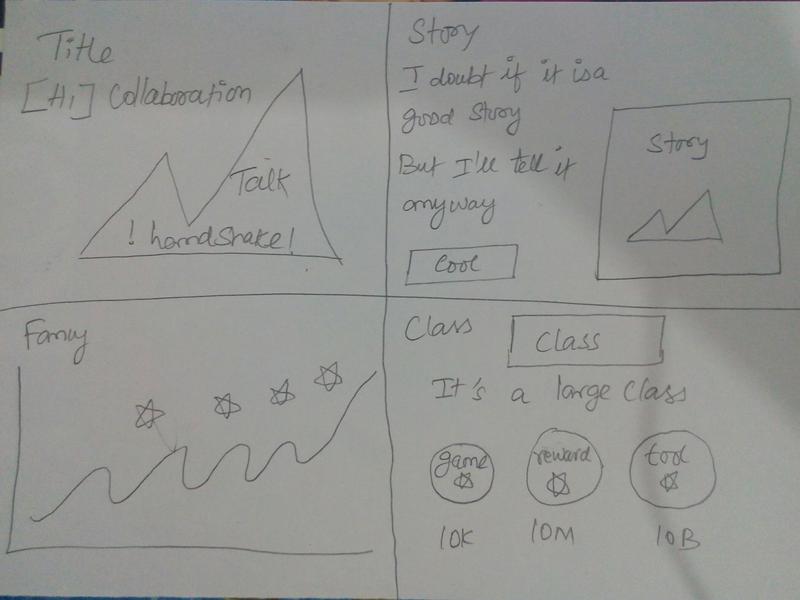 Title
[Hi] Collaboration
Talk
! handshake!
Story
I doubt if it is a
good story
But I'll tell it
anyway
Cool
Story
Fancy
Class
Class
It's a large class
game
reward
tool
10K
10M
10B